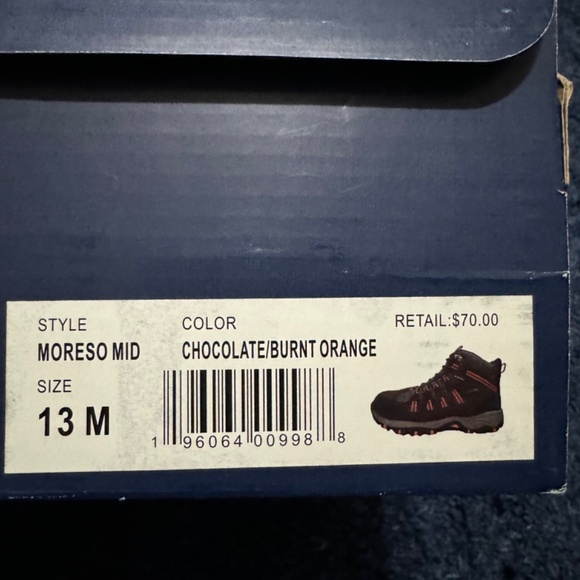 STYLE COLOR RETAIL:$70.00
MORESO MID CHOCOLATE/BURNT ORANGE
SIZE
13 M
1 96064 00998 8